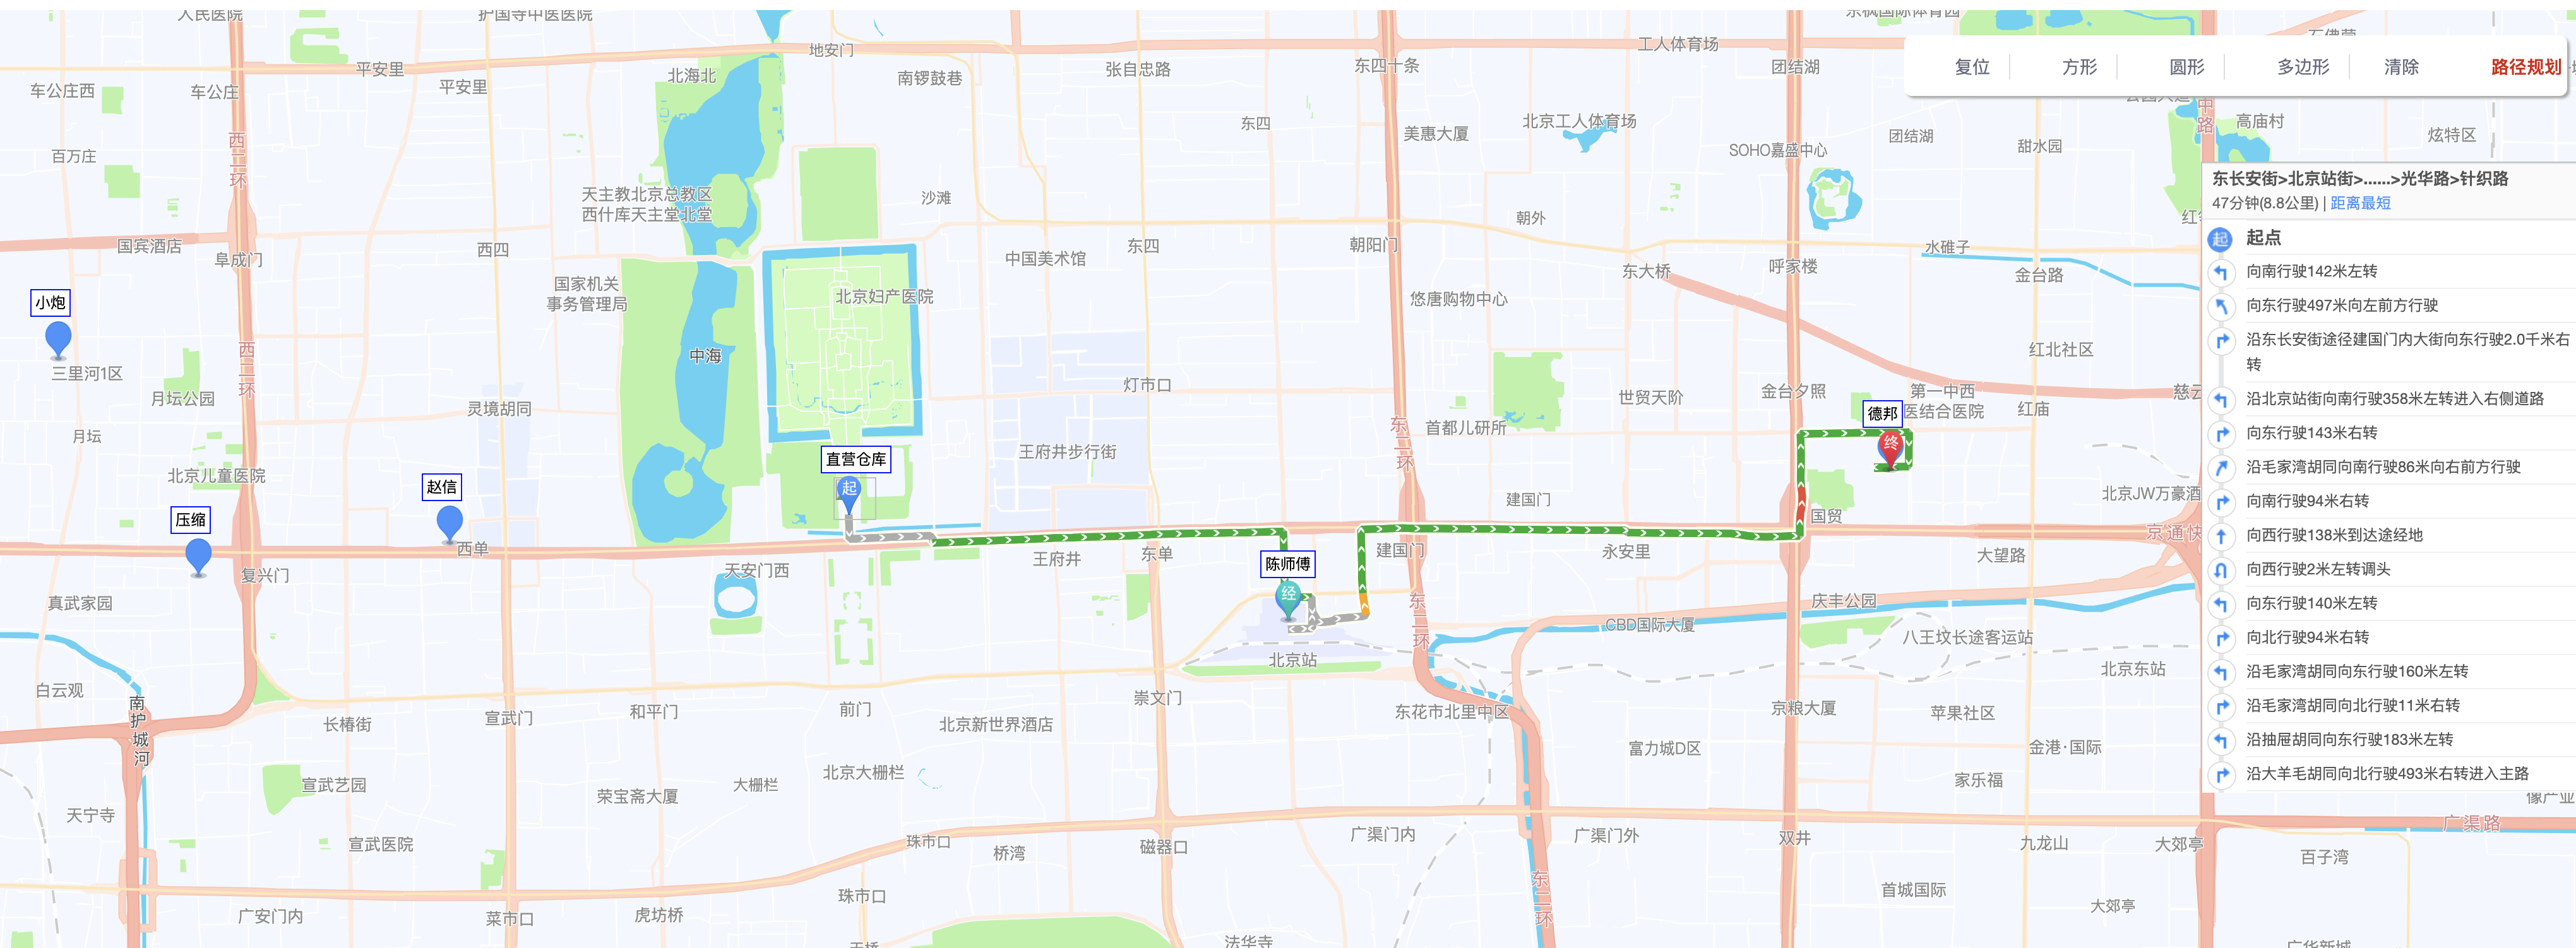 人民医院
护国寺中医医院
地安门
工人体育场
平安里
北海北
南锣鼓巷
张自忠路
东四十条
团结湖
复位
方形
圆形
多边形
清除
路径规划
车公庄西
车公庄
平安里
西二环
百万庄
东四
美惠大厦
北京工人体育场
团结湖
高庙村
炫特区
SOHO嘉盛中心
甜水园
中路
天主教北京总教区
西什库天主堂北堂
沙滩
朝外
国宾酒店
阜成门
西四
中国美术馆
东四
朝阳门
东大桥
呼家楼
水碓子
金台路
国家机关
事务管理局
北京妇产医院
悠唐购物中心
小炮
三里河1区
西二环
中海
红北社区
月坛公园
灵境胡同
灯市口
世贸天阶
金台夕照
第一中西
医结合医院
红庙
月坛
东二环
首都儿研所
德邦
终
王府井步行街
直营仓库
起
北京儿童医院
赵信
压缩
建国门
国贸
北京JW万豪酒
京通快
西单
复兴门
天安门西
王府井
东单
建国门
永安里
大望路
陈师傅
经
真武家园
东二环
庆丰公园
CBD国际大厦
八王坟长途客运站
北京站
北京东站
白云观
南护城河
长椿街
宣武门
和平门
前门
北京新世界酒店
崇文门
东花市北里中区
京粮大厦
苹果社区
富力城D区
金港·国际
宣武艺园
荣宝斋大厦
大栅栏
北京大栅栏
家乐福
天宁寺
宣武医院
珠市口
桥湾
磁器口
广渠门内
广渠门外
双井
九龙山
大郊亭
广渠路
百子湾
广安门内
菜市口
虎坊桥
珠市口
东二环
首城国际
大郊亭
法华寺
东长安街>北京站街>......>光华路>针织路
47分钟(8.8公里) | 距离最短
起 起点
向南行驶142米左转
向东行驶497米向左前方行驶
沿东长安街途径建国门内大街向东行驶2.0千米右
转
沿北京站街向南行驶358米左转进入右侧道路
向东行驶143米右转
沿毛家湾胡同向南行驶86米向右前方行驶
向南行驶94米右转
向西行驶138米到达途经地
向西行驶2米左转调头
向东行驶140米左转
向北行驶94米右转
沿毛家湾胡同向东行驶160米左转
沿毛家湾胡同向北行驶11米右转
沿抽屉胡同向东行驶183米左转
沿大羊毛胡同向北行驶493米右转进入主路